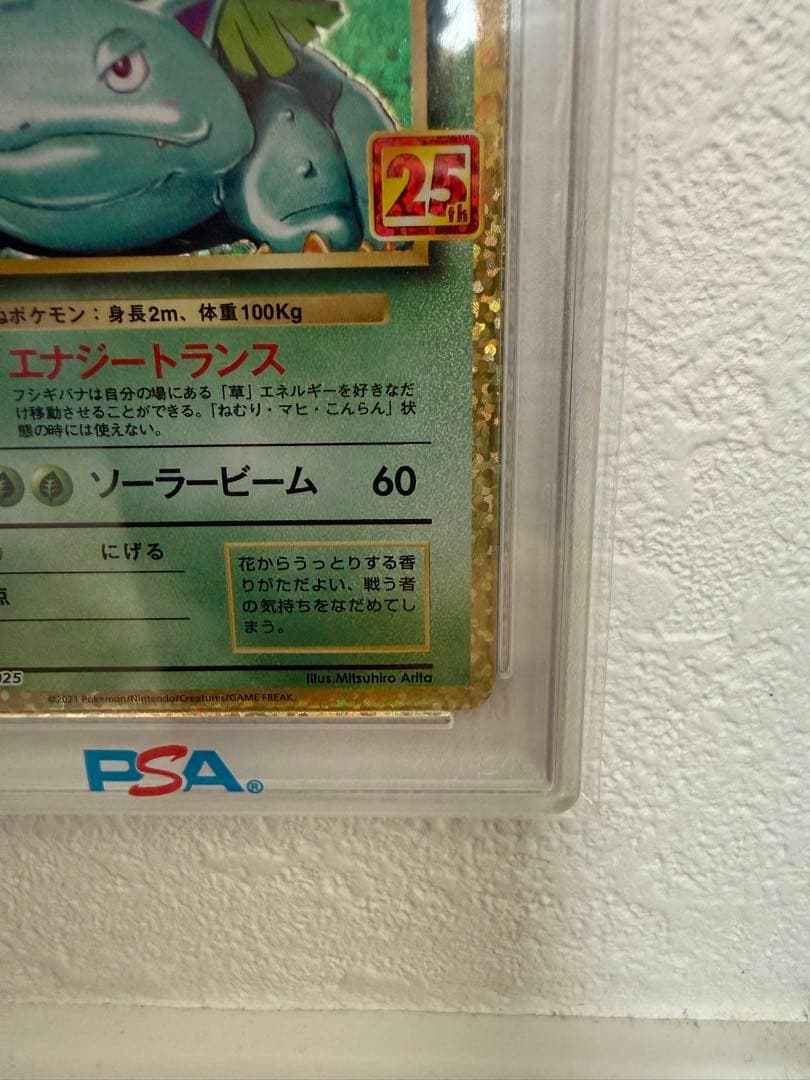 25th
ポケモン：身長2m、体重100Kg
エナジートランス
フシギバナは自分の場にある「草」エネルギーを好きなだ
け移動させることができる。「ねむり・マヒ・こんらん」状
態の時には使えない。
ソーラービーム 60
にげる
花からうっとりする香
りがただよい、戦う者
の気持ちをなだめてし
まう。
025
Illus.Mitsuhiro Arita
©2021 Pokémon/Nintendo/Creatures/GAME FREAK
PSA®